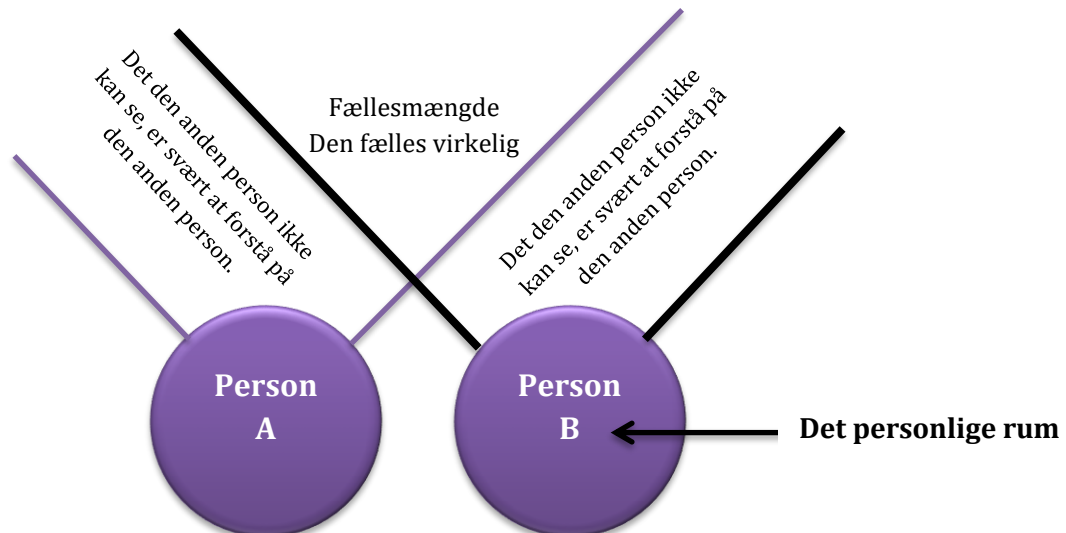 Det den anden person ikke
kan se, er svært at forstå på
den anden person.
Fællesmængde
Den fælles virkelig
Det den anden person ikke
kan se, er svært at forstå på
den anden person.
Person
A
Person
B
Det personlige rum